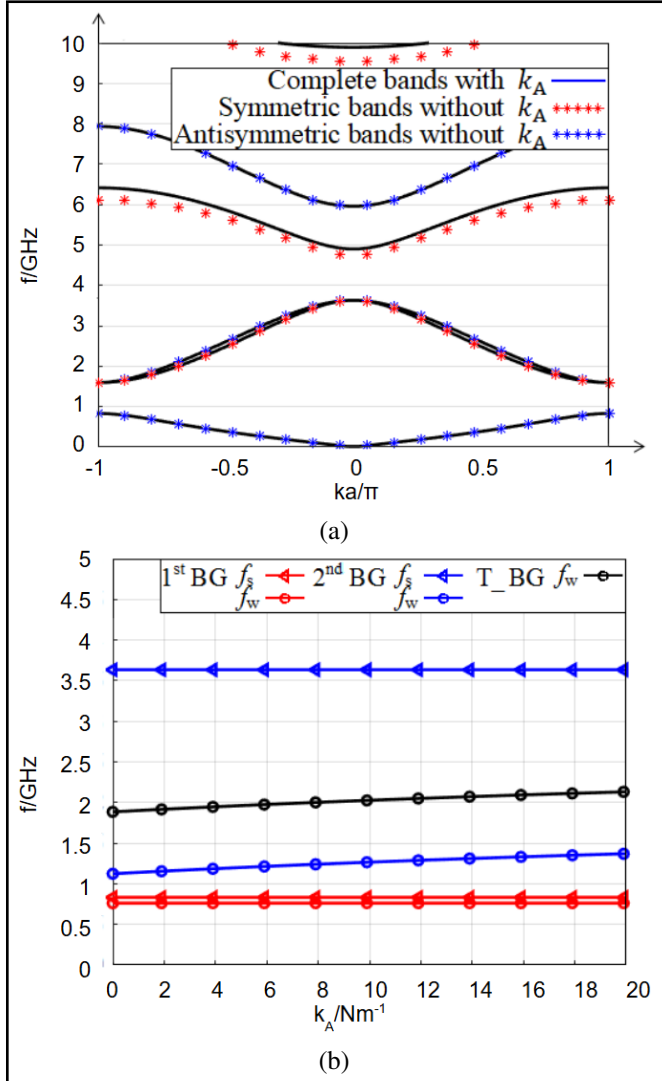 10
9
8
7
6
5
4
3
2
1
0
f/GHz
Complete bands with k_A
Symmetric bands without k_A
Antisymmetric bands without k_A
-1 -0.5 0 0.5 1
ka/π
(a)
5
4.5
4
3.5
3
2.5
2
1.5
1
0.5
0
f/GHz
1st BG f_s 2nd BG f_s T_BG f_w
f_w f_w
0 2 4 6 8 10 12 14 16 18 20
k_A/Nm-1
(b)